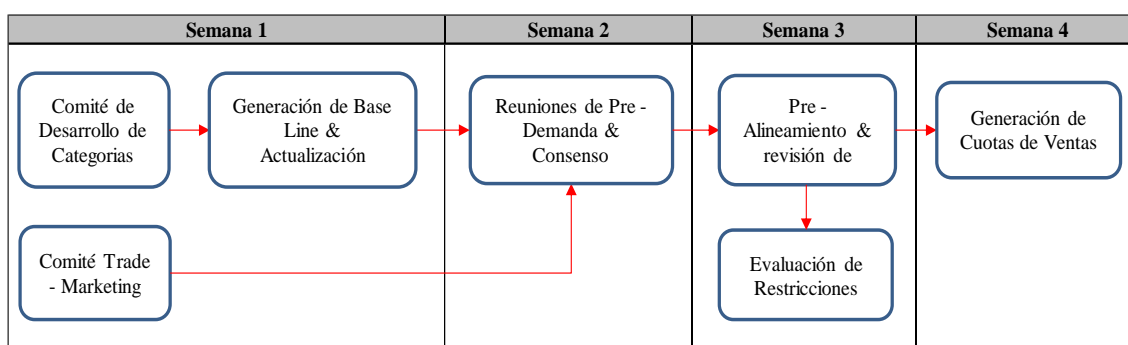 Semana 1
Semana 2
Semana 3
Semana 4
Comité de
Desarrollo de
Categorias
Generación de Base
Line &
Actualización
Reuniones de Pre -
Demanda &
Consenso
Pre -
Alineamiento &
revisión de
Generación de
Cuotas de Ventas
Comité Trade
- Marketing
Evaluación de
Restricciones